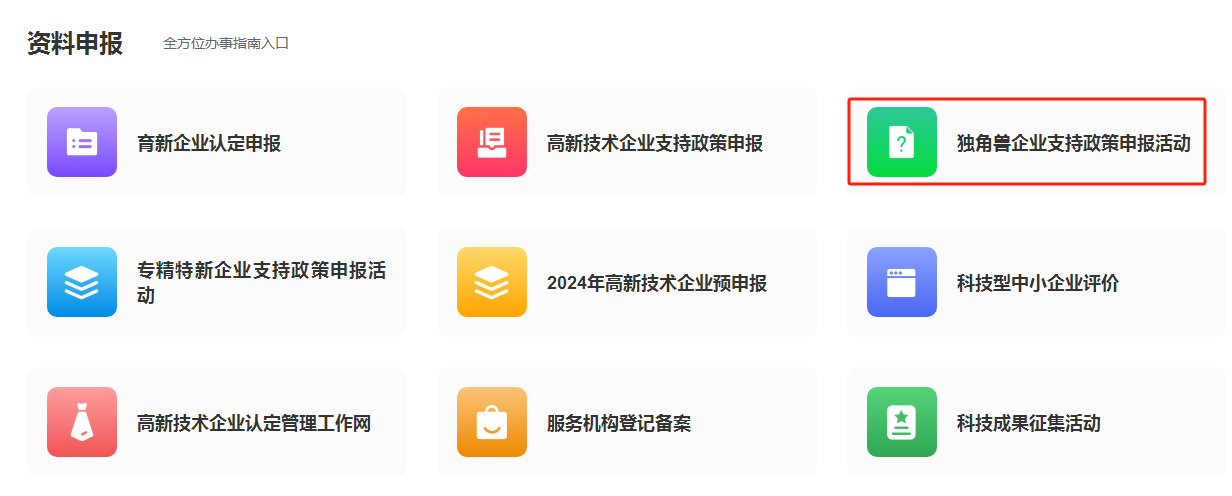 资料申报
全方位办事指南入口
育新企业认定申报
高新技术企业支持政策申报
独角兽企业支持政策申报活动
专精特新企业支持政策申报活
动
2024年高新技术企业预申报
科技型中小企业评价
高新技术企业认定管理工作网
服务机构登记备案
科技成果征集活动